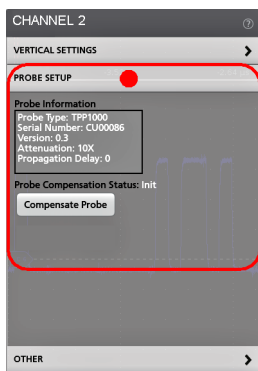 CHANNEL 2
VERTICAL SETTINGS
PROBE SETUP
Probe Information
Probe Type: TPP1000
Serial Number: CU00086
Version: 0.3
Attenuation: 10X
Propagation Delay: 0
Probe Compensation Status: Init
Compensate Probe
OTHER